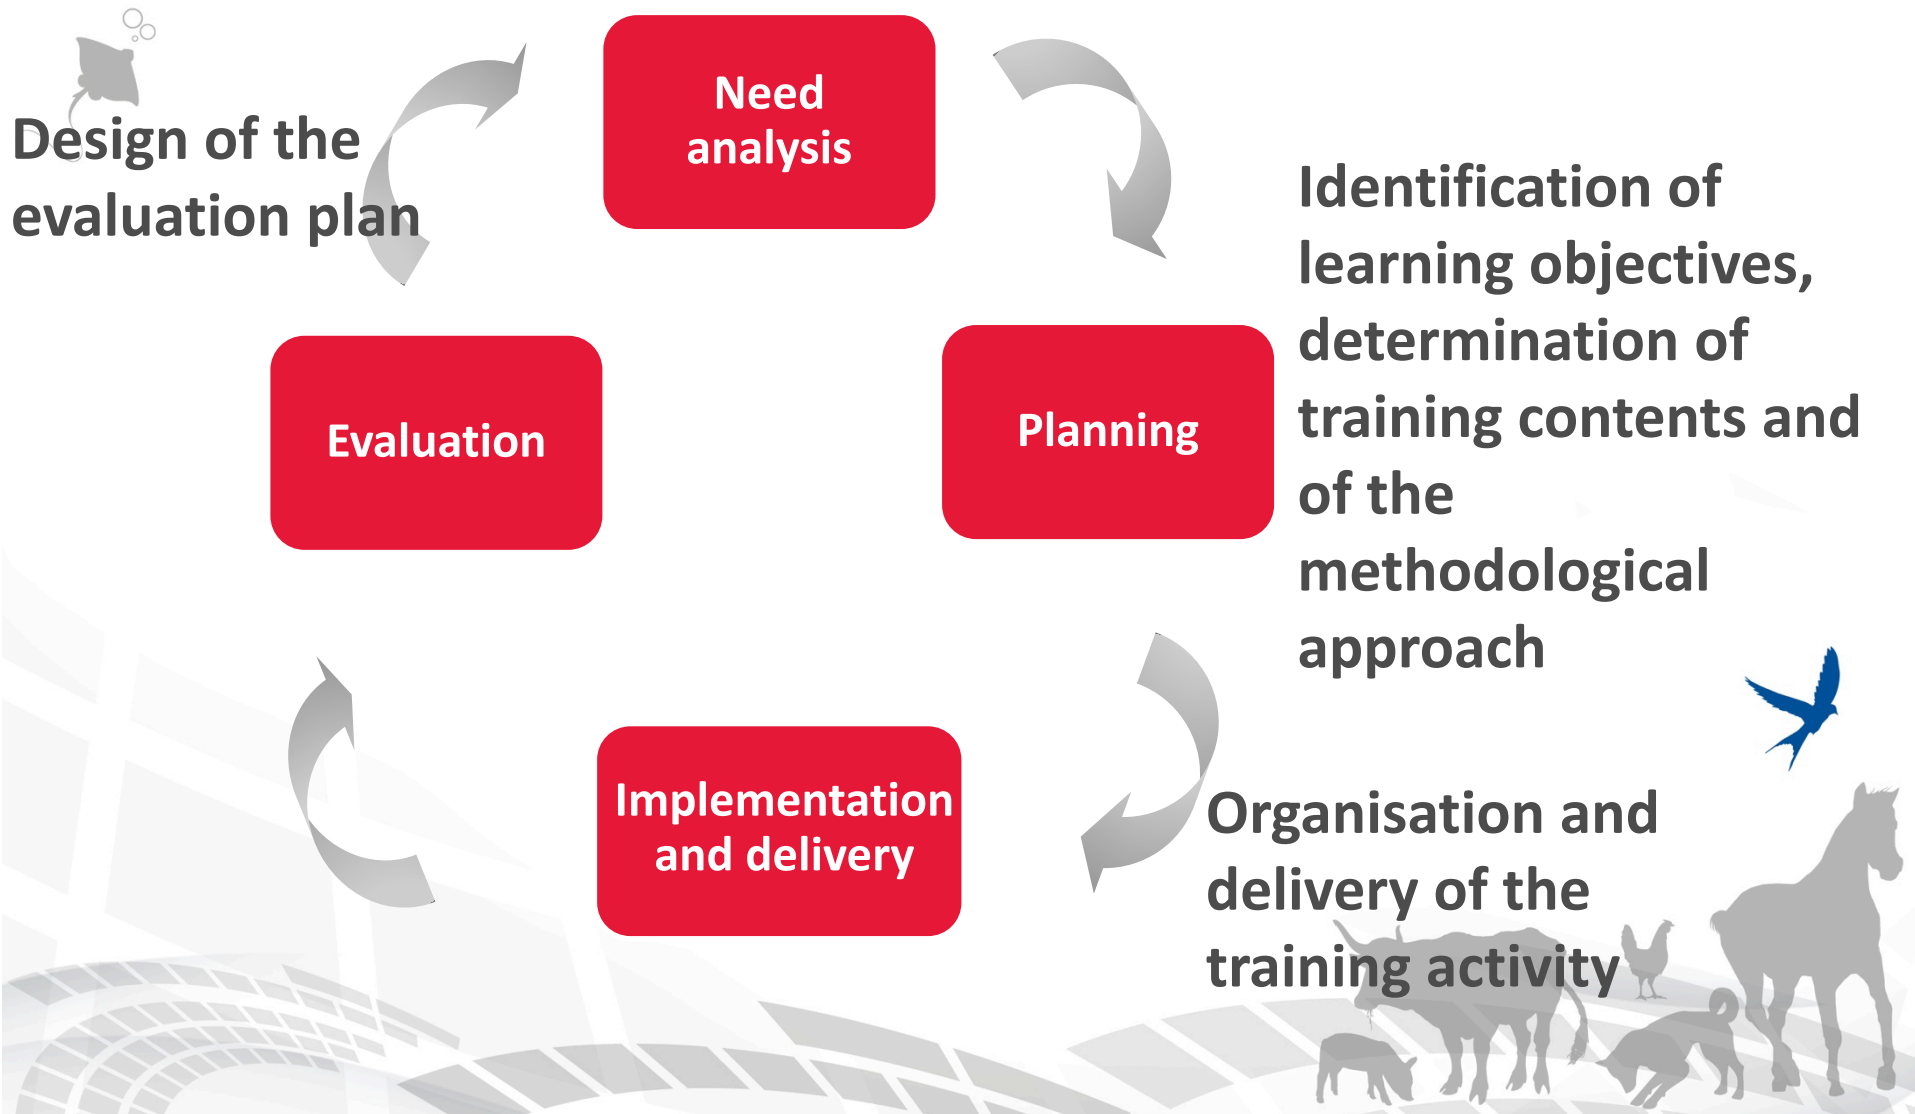 Need
analysis
Design of the
evaluation plan
Identification of
learning objectives,
determination of
training contents and
of the
methodological
approach
Planning
Evaluation
Implementation
and delivery
Organisation and
delivery of the
training activity